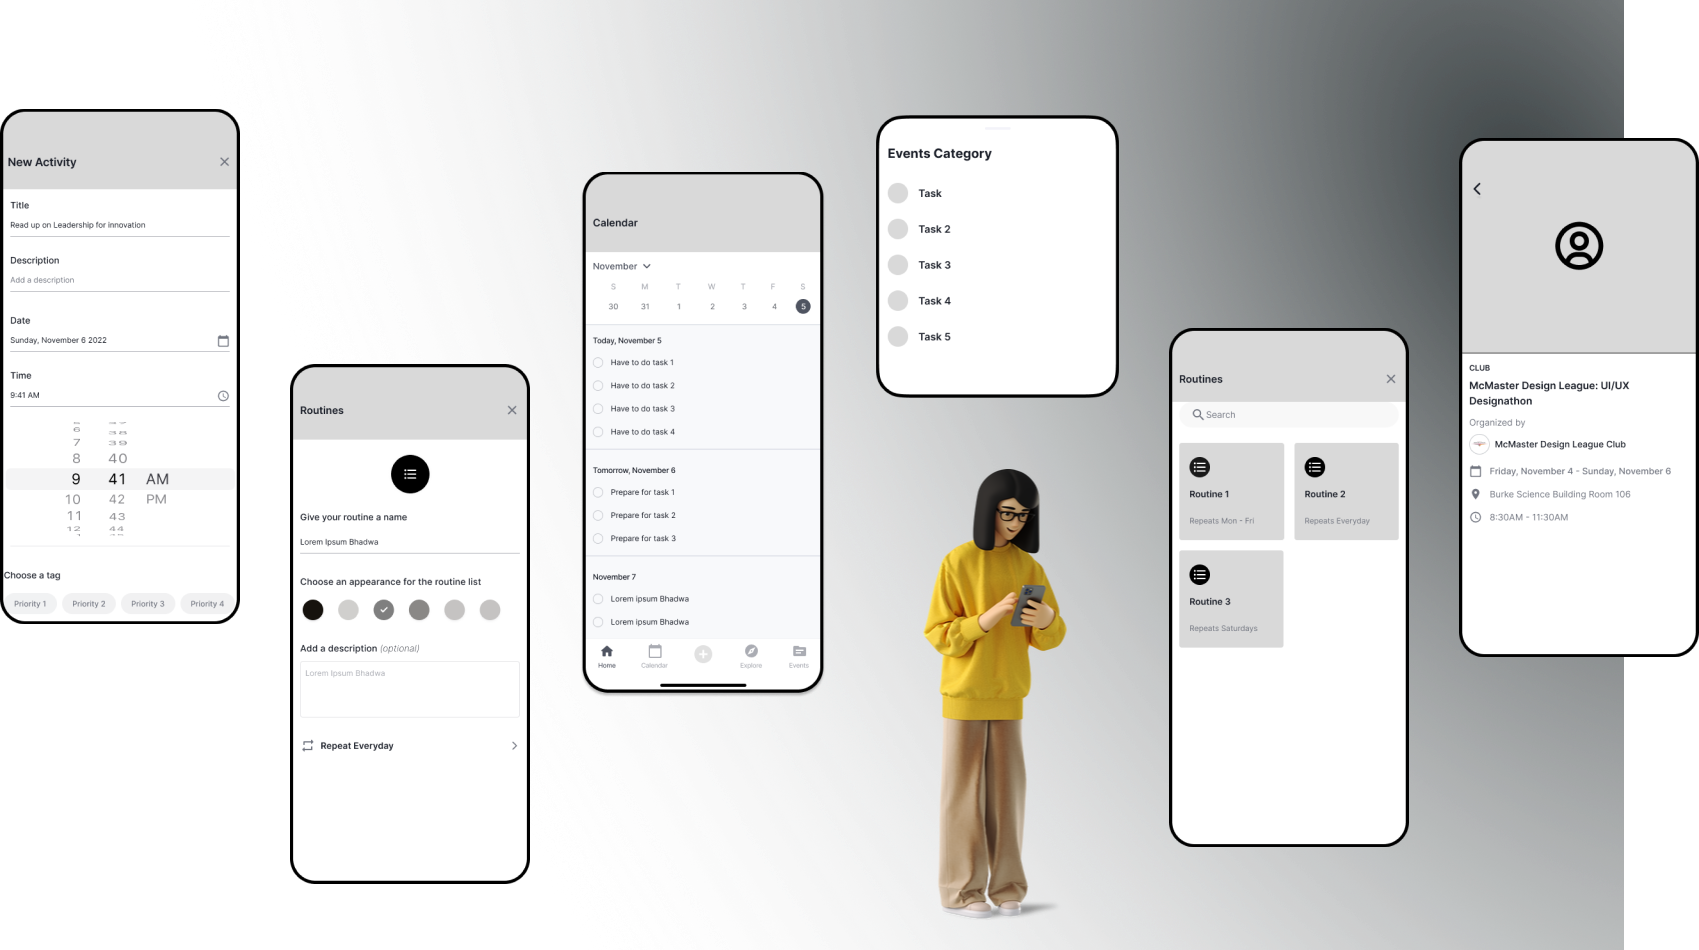 New Activity
Title
Read up on Leadership for innovation
Description
Add a description
Date
Sunday, November 6 2022
Time
9:41 AM
6 38
7 39
8 40
9 41 AM
10 42 PM
11 43
12 44
Choose a tag
Priority 1 Priority 2 Priority 3 Priority 4
Routines
Give your routine a name
Lorem Ipsum Bhadwa
Choose an appearance for the routine list
Add a description (optional)
Lorem Ipsum Bhadwa
Repeat Everyday
Calendar
November
S M T W T F S
30 31 1 2 3 4 5
Today, November 5
Have to do task 1
Have to do task 2
Have to do task 3
Have to do task 4
Tomorrow, November 6
Prepare for task 1
Prepare for task 2
Prepare for task 3
November 7
Lorem ipsum Bhadwa
Lorem ipsum Bhadwa
Home Calendar Explore Events
Events Category
Task
Task 2
Task 3
Task 4
Task 5
Routines
Search
Routine 1 Routine 2
Repeats Mon - Fri Repeats Everyday
Routine 3
Repeats Saturdays
CLUB
McMaster Design League: UI/UX
Designathon
Organized by
McMaster Design League Club
Friday, November 4 - Sunday, November 6
Burke Science Building Room 106
8:30AM - 11:30AM